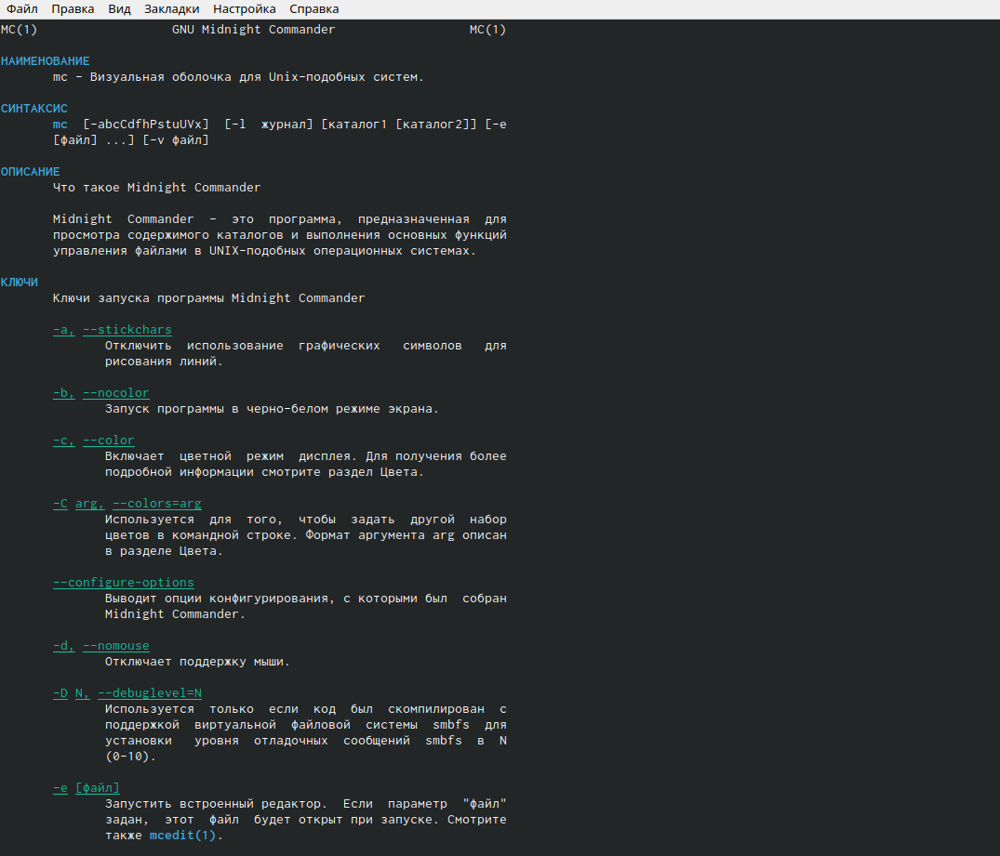 Файл Правка Вид Закладки Настройка Справка
MC(1) GNU Midnight Commander MC(1)
НАИМЕНОВАНИЕ
mc - Визуальная оболочка для Unix-подобных систем.
СИНТАКСИС
mc [-abcCdfhPstuUVx] [-l журнал] [каталог1 [каталог2]] [-e
[файл] ...] [-v файл]
ОПИСАНИЕ
Что такое Midnight Commander
Midnight Commander - это программа, предназначенная для
просмотра содержимого каталогов и выполнения основных функций
управления файлами в UNIX-подобных операционных системах.
КЛЮЧИ
Ключи запуска программы Midnight Commander
-a, --stickchars
Отключить использование графических символов для
рисования линий.
-b, --nocolor
Запуск программы в черно-белом режиме экрана.
-c, --color
Включает цветной режим дисплея. Для получения более
подробной информации смотрите раздел Цвета.
-C arg, --colors=arg
Используется для того, чтобы задать другой набор
цветов в командной строке. Формат аргумента arg описан
в разделе Цвета.
--configure-options
Выводит опции конфигурирования, с которыми был собран
Midnight Commander.
-d, --nomouse
Отключает поддержку мыши.
-D N, --debuglevel=N
Используется только если код был скомпилирован с
поддержкой виртуальной файловой системы smbfs для
установки уровня отладочных сообщений smbfs в N
(0-10).
-e [файл]
Запустить встроенный редактор. Если параметр "файл"
задан, этот файл будет открыт при запуске. Смотрите
также mcedit(1).